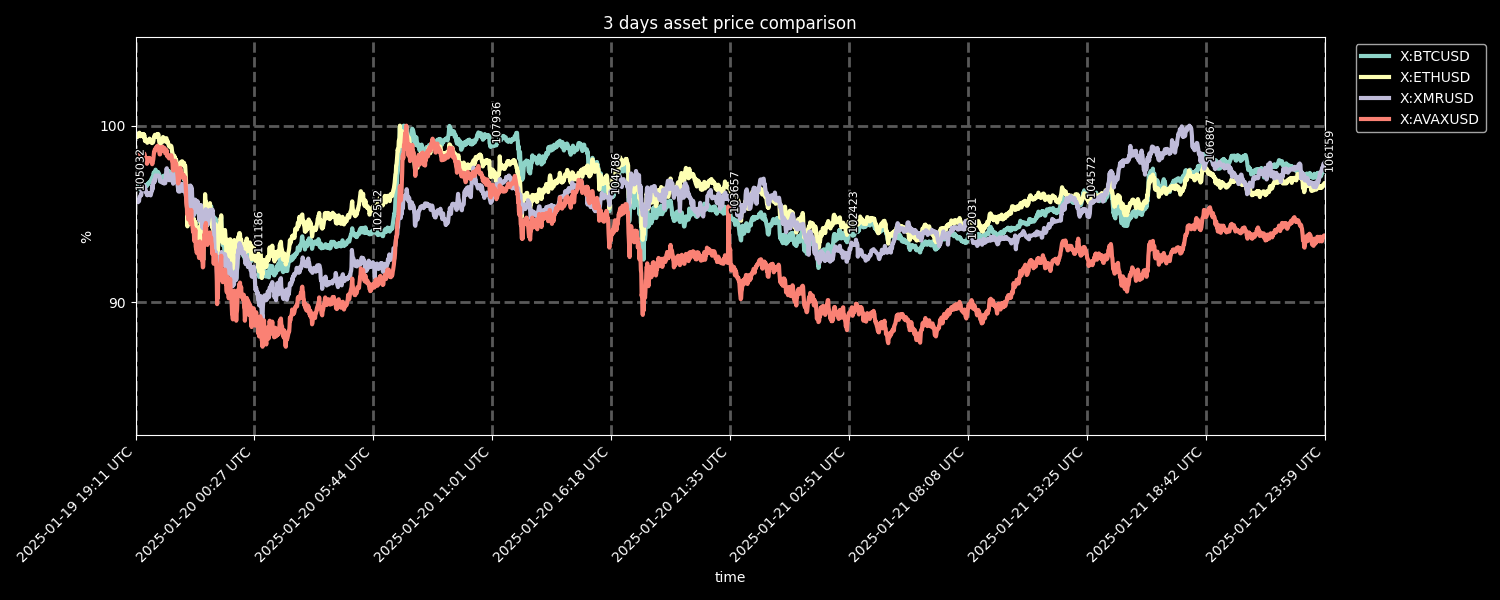 3 days asset price comparison
X:BTCUSD
X:ETHUSD
X:XMRUSD
X:AVAXUSD
100
90
%
105032
101186
102512
107936
104786
103657
102423
102031
104572
106867
106159
2025-01-19 19:11 UTC
2025-01-20 00:27 UTC
2025-01-20 05:44 UTC
2025-01-20 11:01 UTC
2025-01-20 16:18 UTC
2025-01-20 21:35 UTC
2025-01-21 02:51 UTC
2025-01-21 08:08 UTC
2025-01-21 13:25 UTC
2025-01-21 18:42 UTC
2025-01-21 23:59 UTC
time